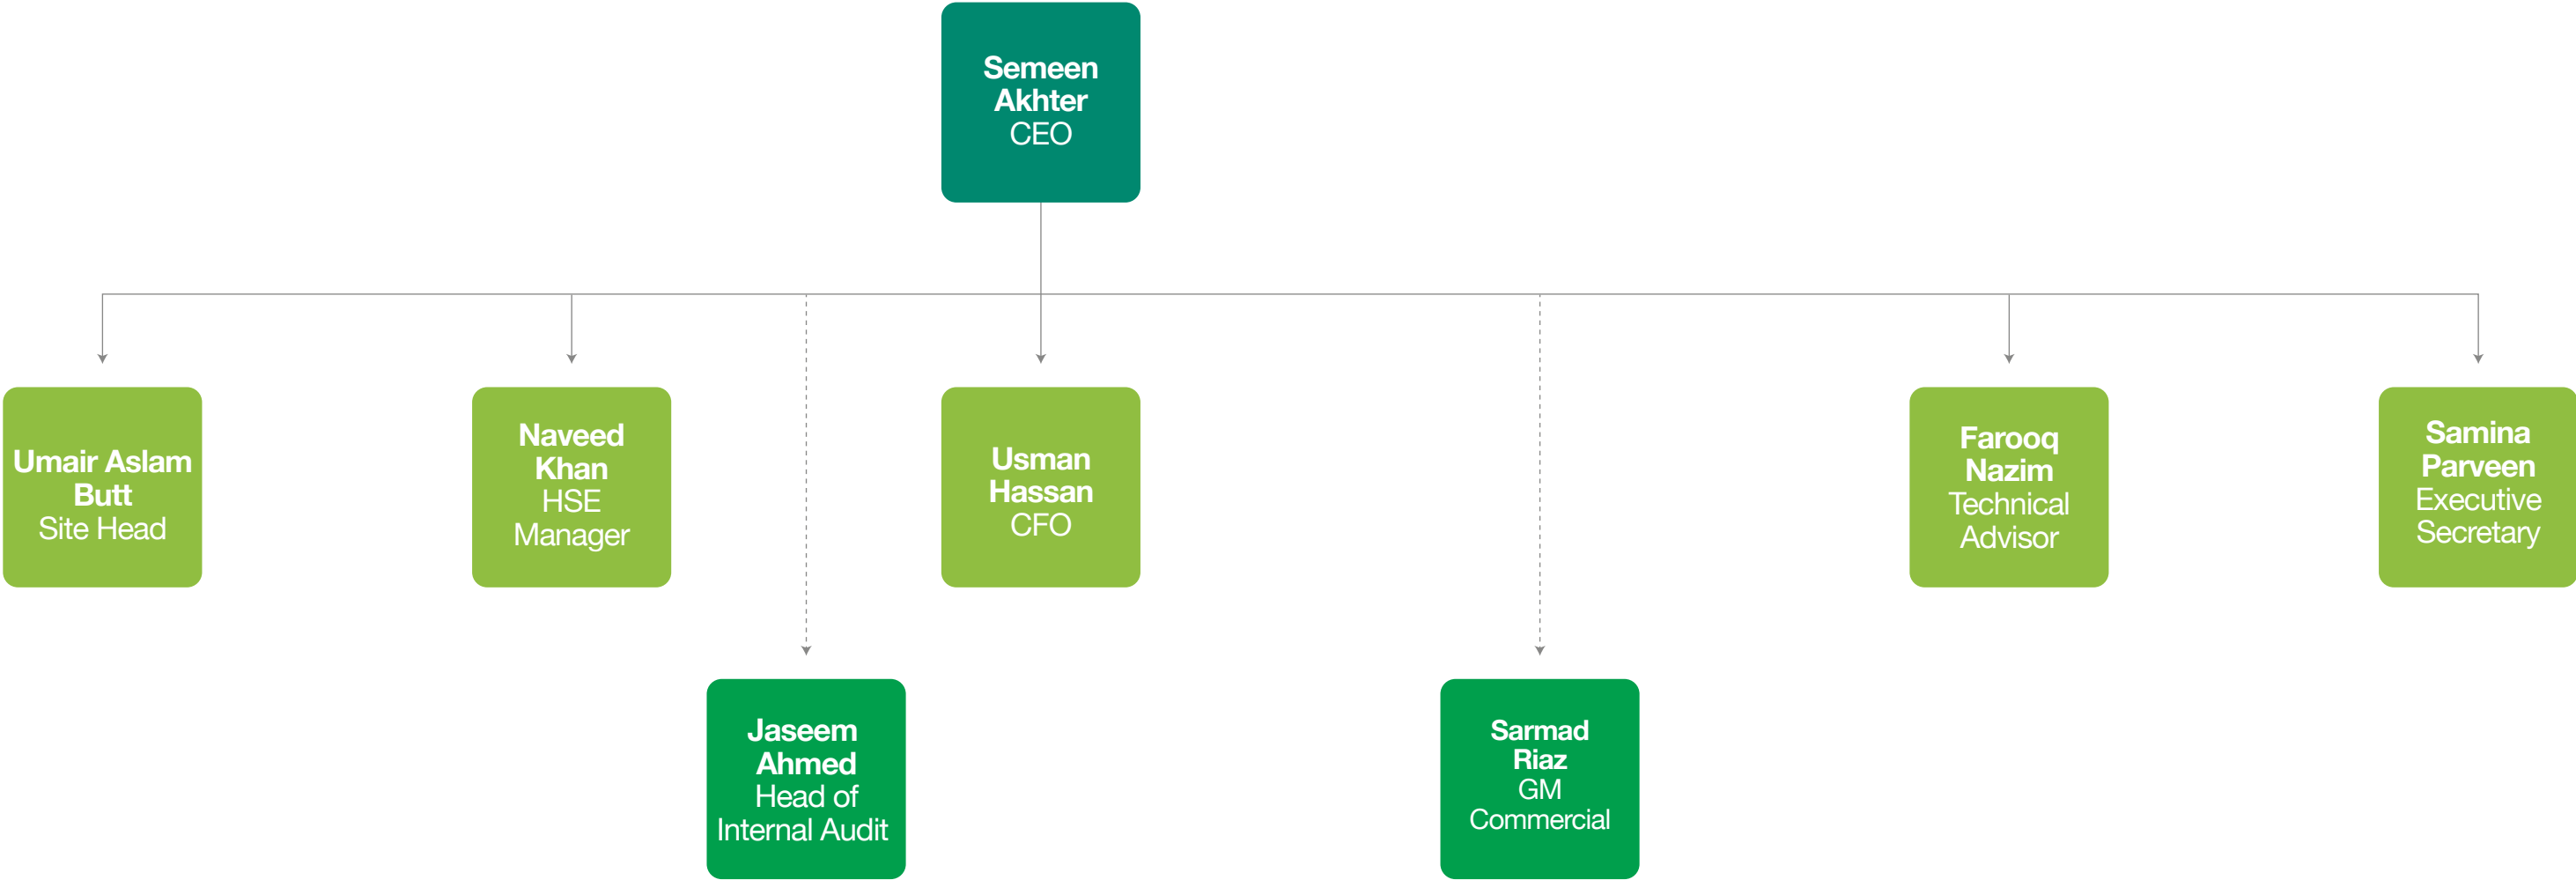 Semeen
Akhter
CEO
Umair Aslam
Butt
Site Head
Naveed
Khan
HSE
Manager
Usman
Hassan
CFO
Farooq
Nazim
Technical
Advisor
Samina
Parveen
Executive
Secretary
Jaseem
Ahmed
Head of
Internal Audit
Sarmad
Riaz
GM
Commercial